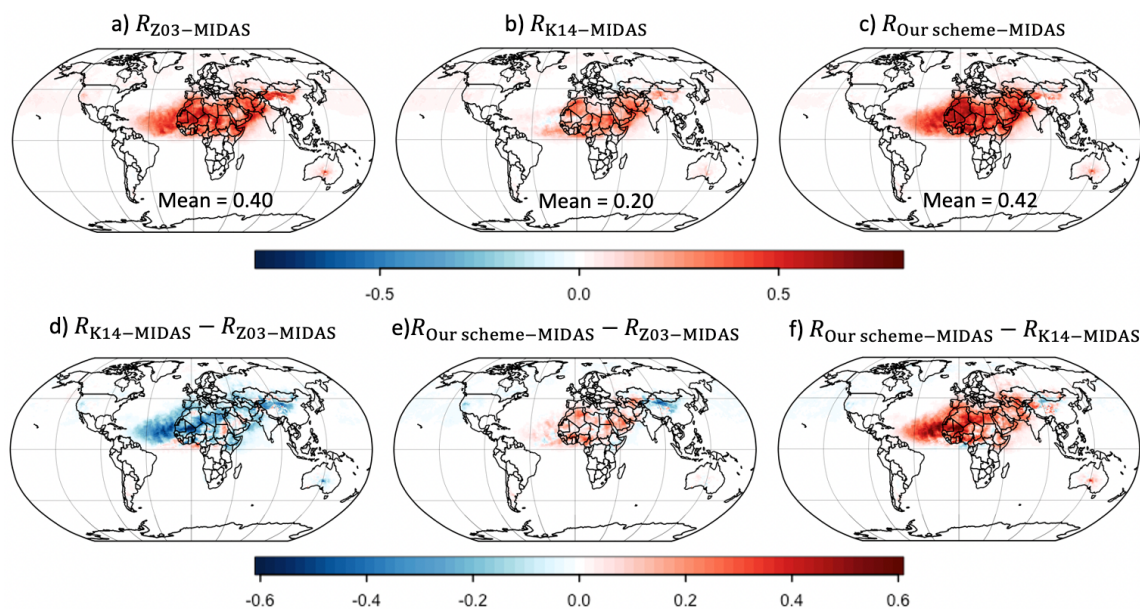 a) R_Z03−MIDAS
b) R_K14−MIDAS
c) R_Our scheme−MIDAS
Mean = 0.40
Mean = 0.20
Mean = 0.42
-0.5 0.0 0.5
d) R_K14−MIDAS − R_Z03−MIDAS
e) R_Our scheme−MIDAS − R_Z03−MIDAS
f) R_Our scheme−MIDAS − R_K14−MIDAS
-0.6 -0.4 -0.2 0.0 0.2 0.4 0.6